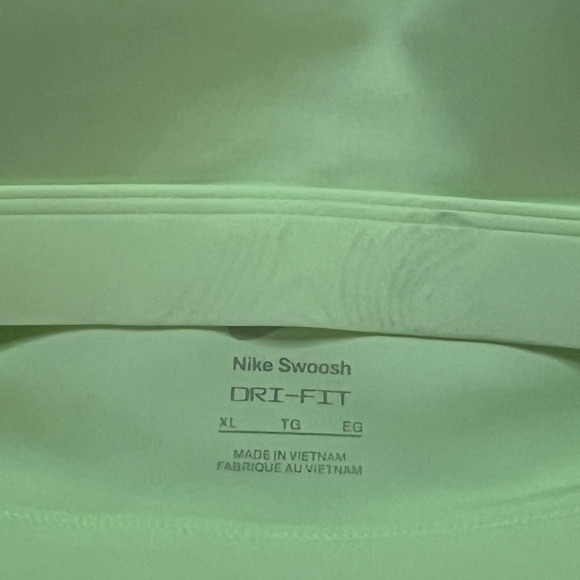 Nike Swoosh
DRI-FIT
XL TG EG
MADE IN VIETNAM
FABRIQUE AU VIETNAM